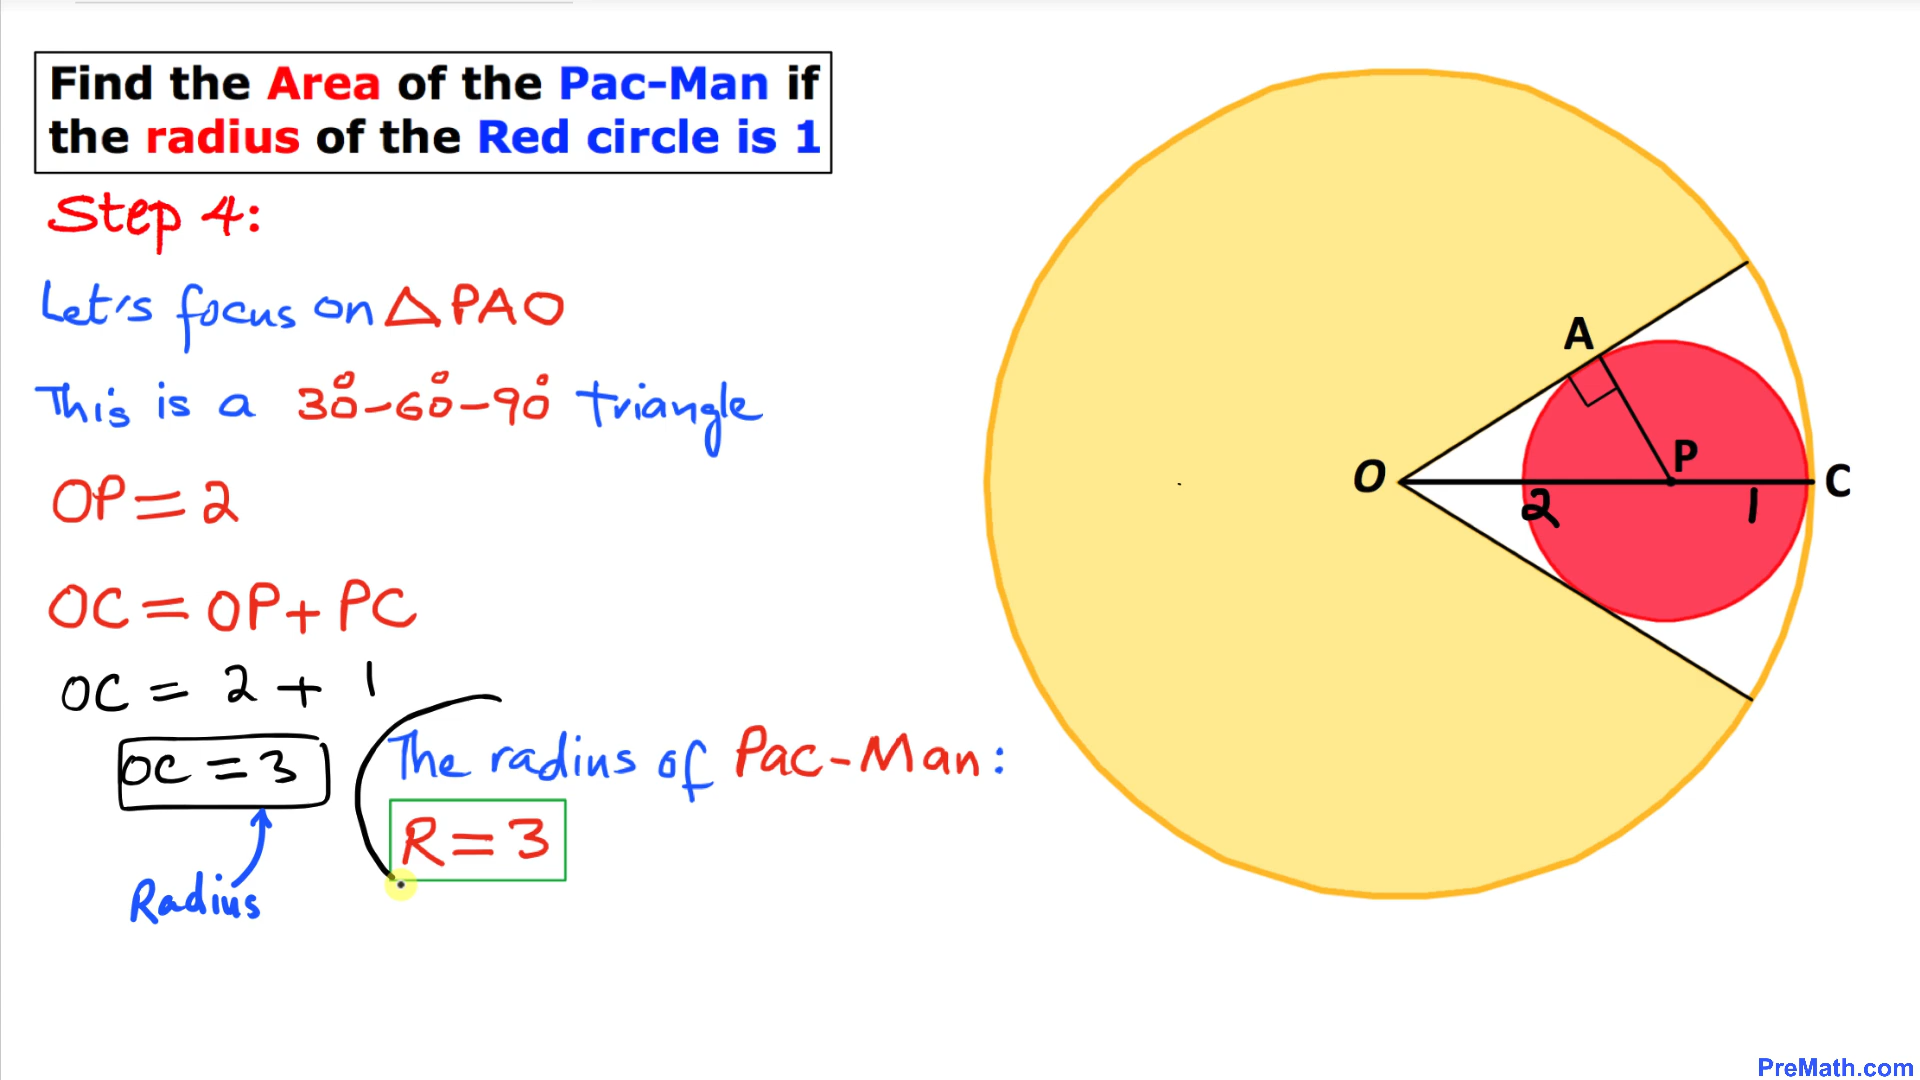 Find the Area of the Pac-Man if
the radius of the Red circle is 1
Step 4:
Let's focus on △PAO
This is a 30°-60°-90° triangle
OP = 2
OC = OP + PC
OC = 2 + 1
OC = 3
The radius of Pac-Man:
R = 3
Radius
A
O
P
C
2
1
PreMath.com